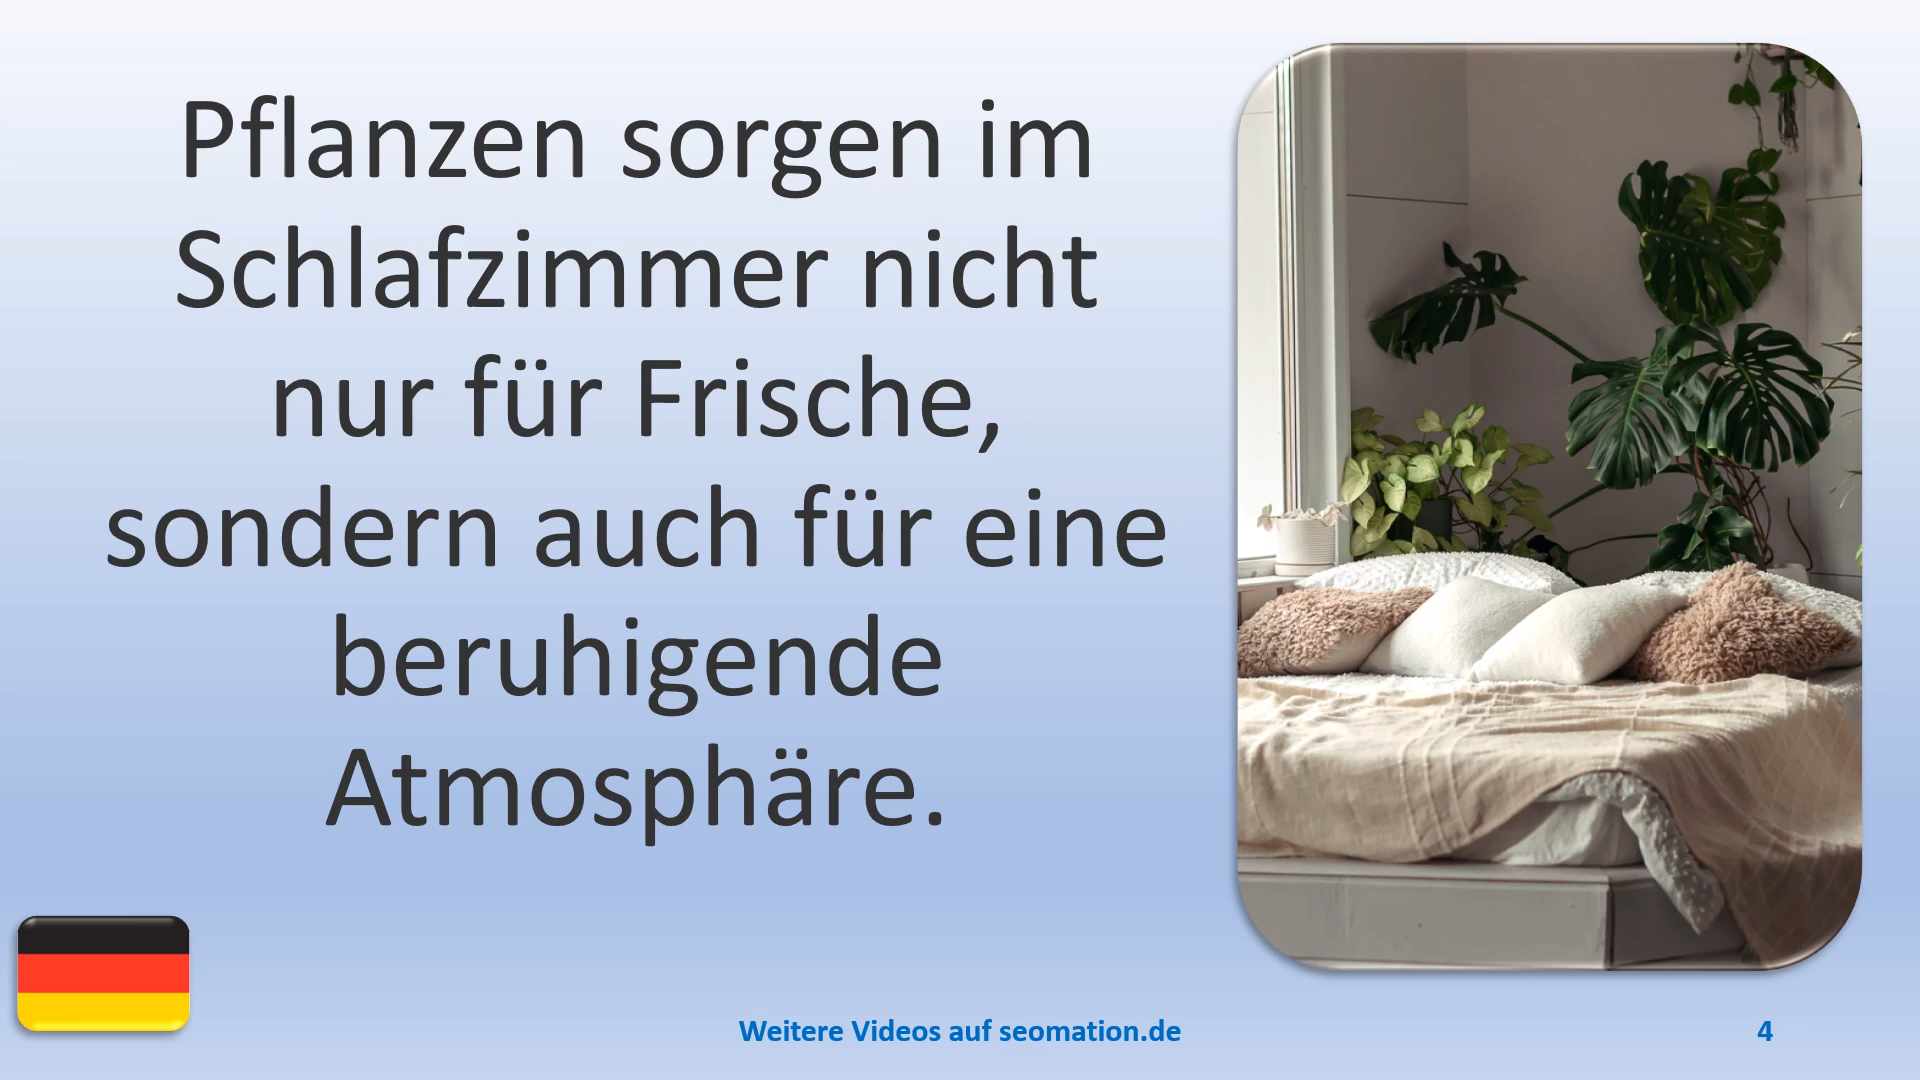 Pflanzen sorgen im
Schlafzimmer nicht
nur für Frische,
sondern auch für eine
beruhigende
Atmosphäre.
Weitere Videos auf seomation.de
4